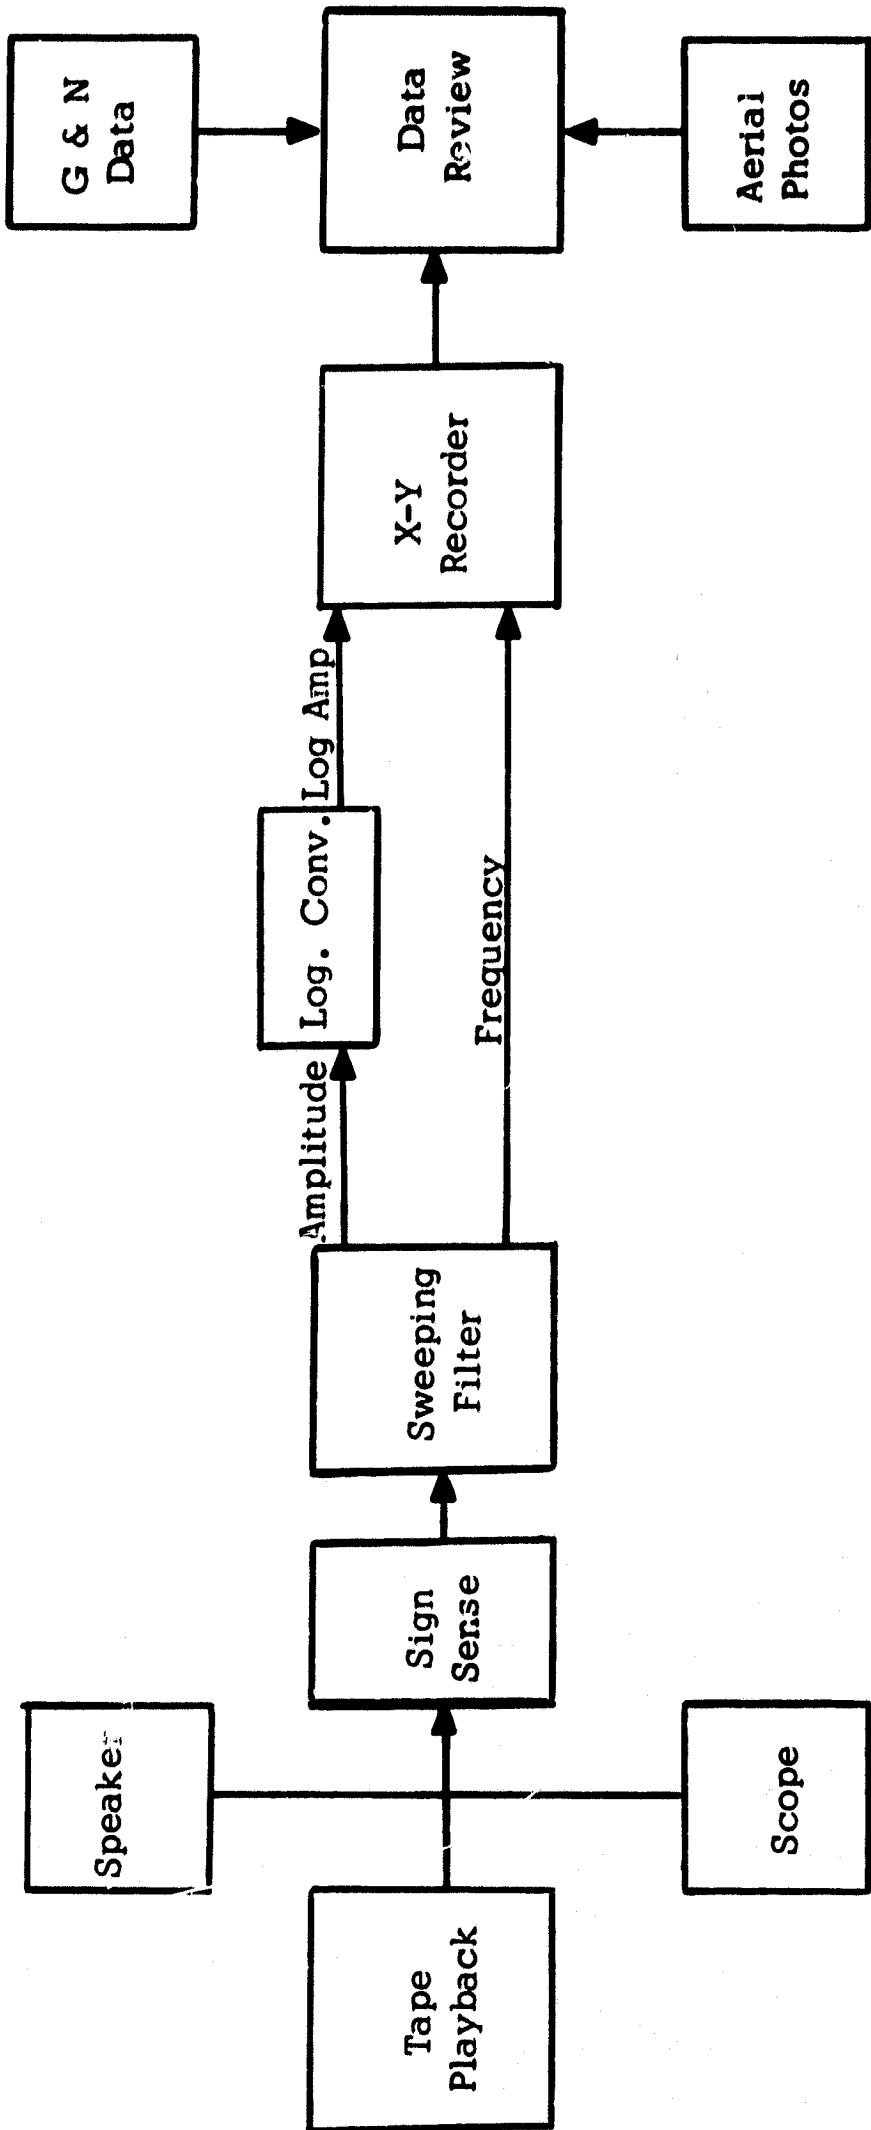 Tape
Playback
Speaker
Scope
Sign
Sense
Sweeping
Filter
Amplitude
Log. Conv.
Log Amp
Frequency
X-Y
Recorder
G & N
Data
Data
Review
Aerial
Photos